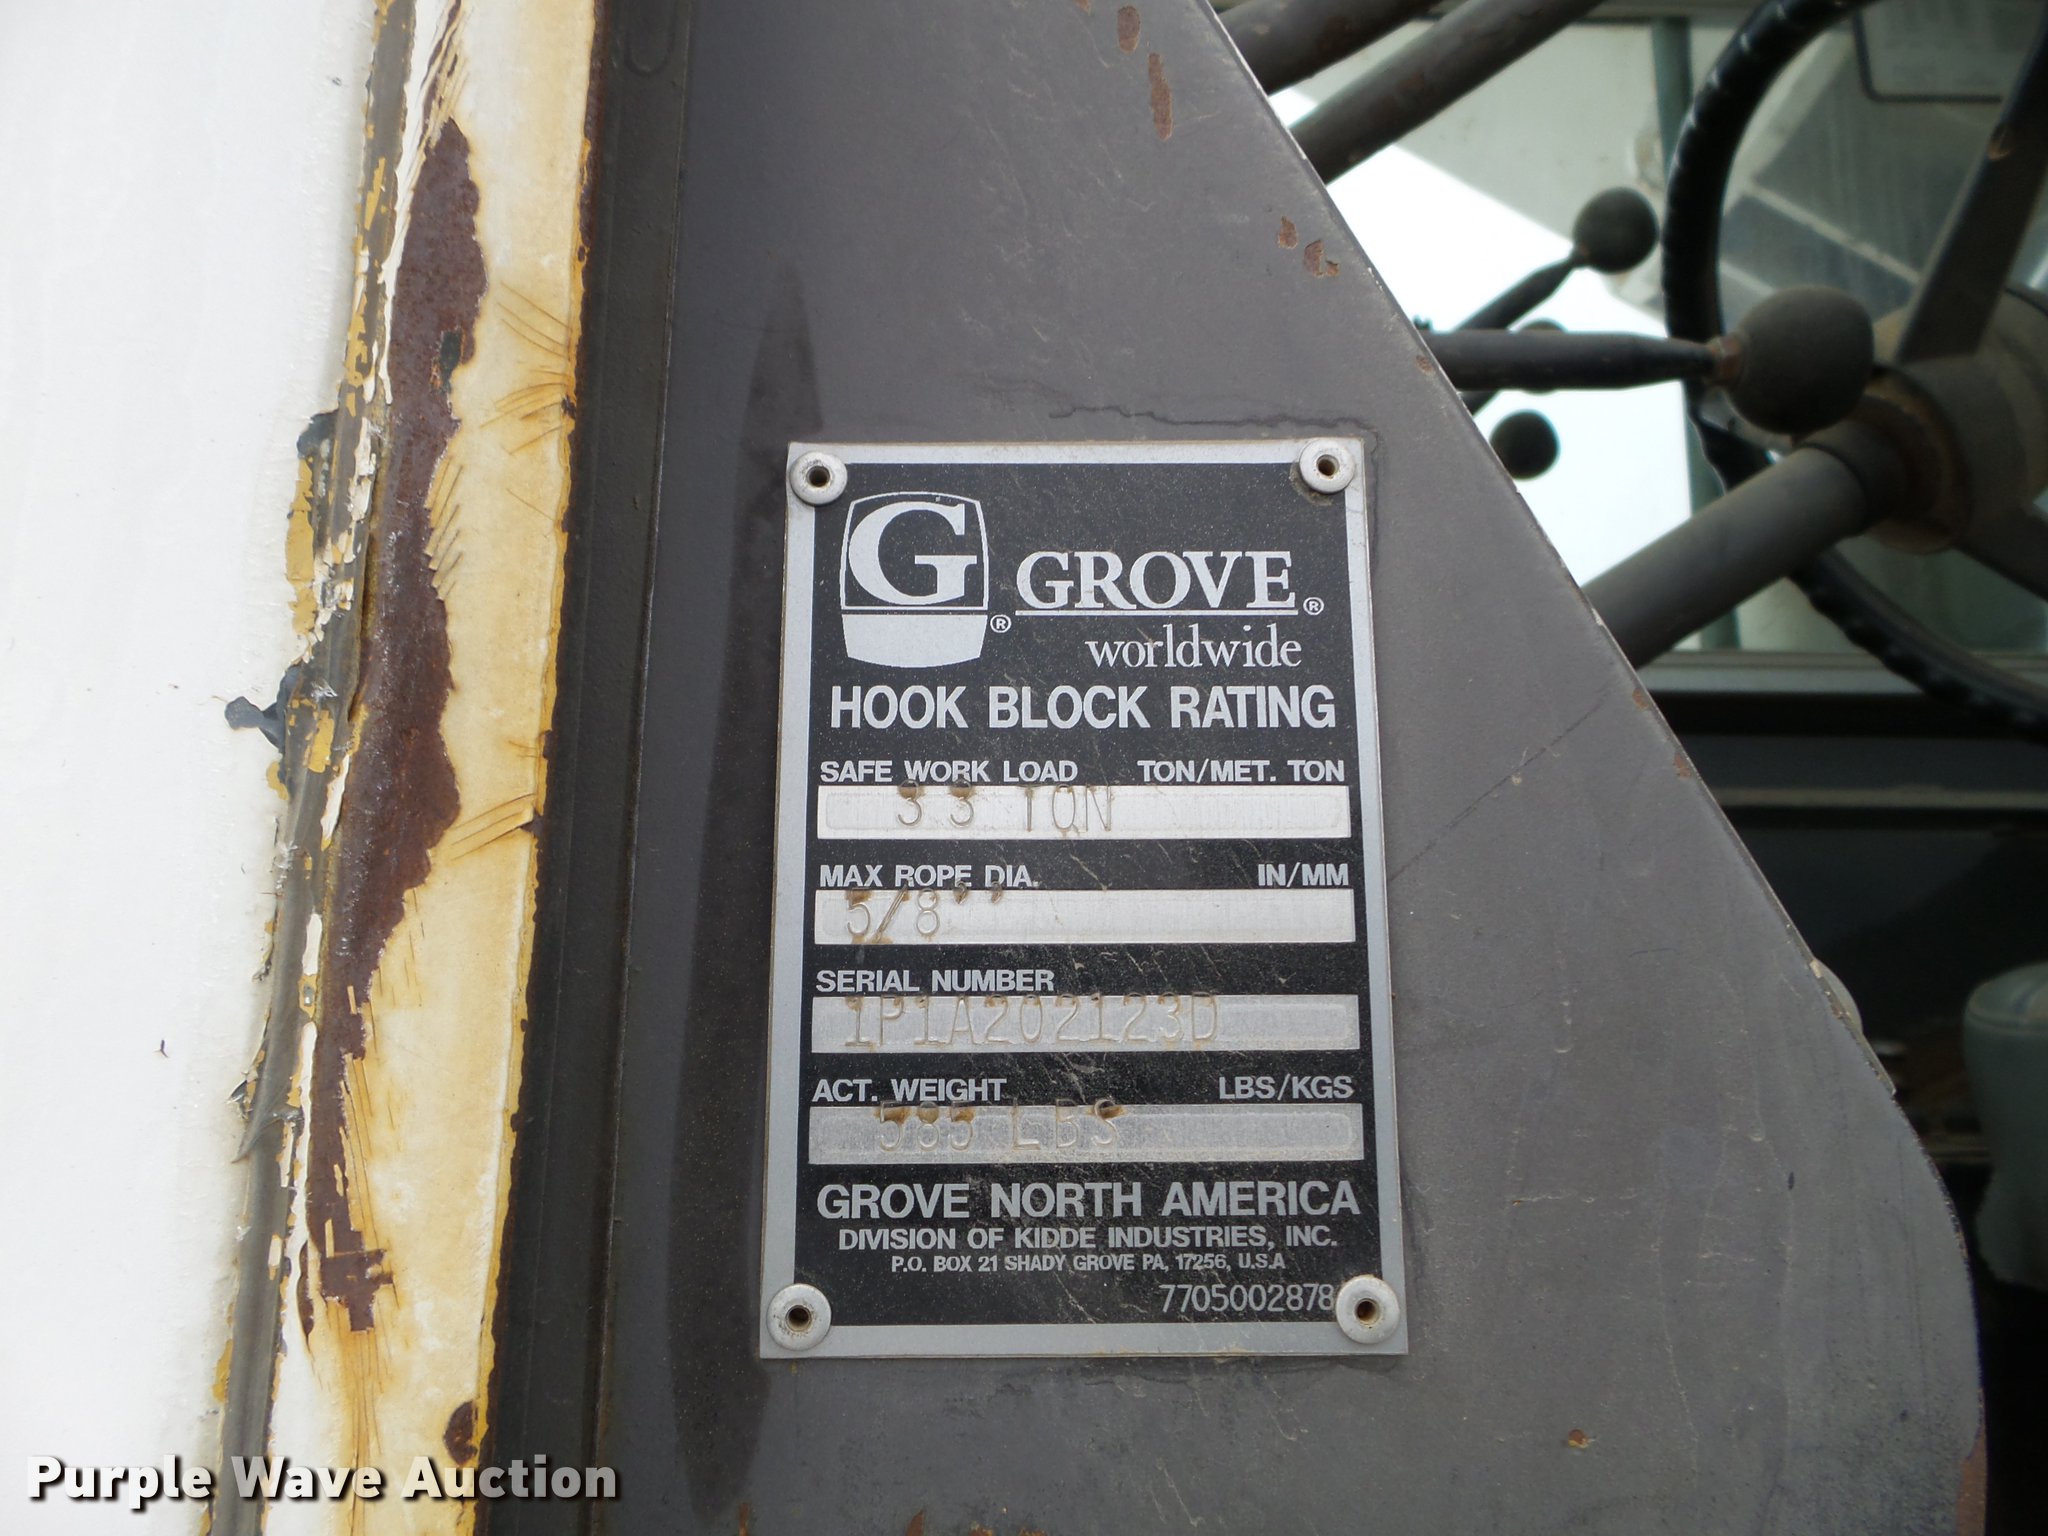 G ®
GROVE ®
worldwide
HOOK BLOCK RATING
SAFE WORK LOAD TON/MET. TON
33 TON
MAX ROPE DIA. IN/MM
5/8''
SERIAL NUMBER
1P1A202123D
ACT. WEIGHT LBS/KGS
585 LBS
GROVE NORTH AMERICA
DIVISION OF KIDDE INDUSTRIES, INC.
P.O. BOX 21 SHADY GROVE PA, 17256, U.S.A
7705002878
Purple Wave Auction